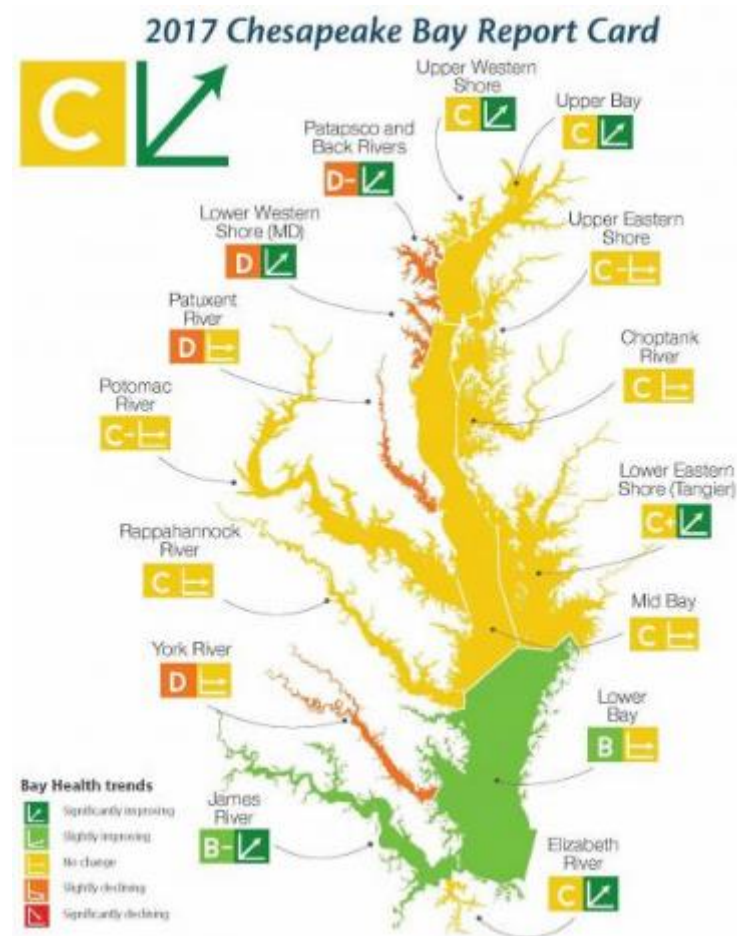 2017 Chesapeake Bay Report Card
C
Upper Western
Shore
C
Upper Bay
C
Patapsco and
Back Rivers
D-
Lower Western
Shore (MD)
D
Upper Eastern
Shore
C-
Patuxent
River
D
Choptank
River
C
Potomac
River
C-
Lower Eastern
Shore (Tangier)
C+
Rappahannock
River
C
Mid Bay
C
York River
D
Lower
Bay
B
James
River
B-
Elizabeth
River
C
Bay Health trends
Significantly improving
Slightly improving
No change
Slightly declining
Significantly declining